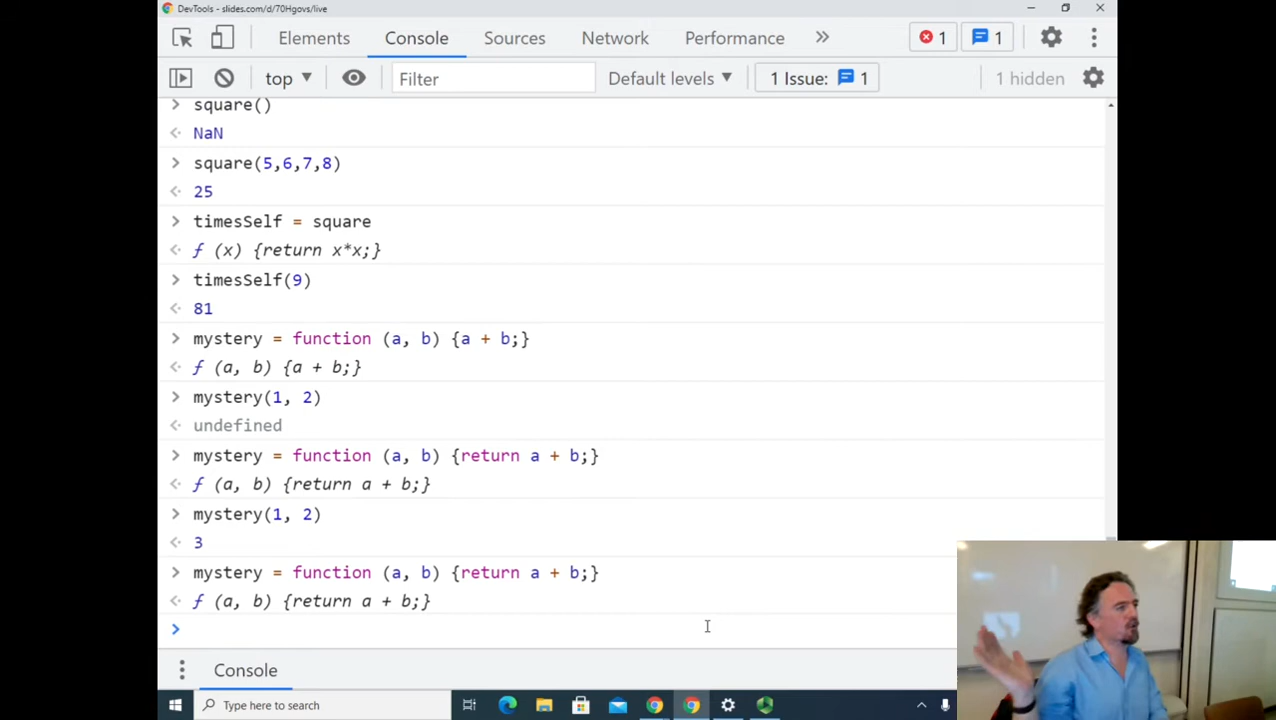 DevTools - slides.com/d/70Hgovs/live
Elements Console Sources Network Performance 1 1
top Filter Default levels 1 Issue: 1 1 hidden
square()
NaN
square(5,6,7,8)
25
timesSelf = square
ƒ (x) {return x*x;}
timesSelf(9)
81
mystery = function (a, b) {a + b;}
ƒ (a, b) {a + b;}
mystery(1, 2)
undefined
mystery = function (a, b) {return a + b;}
ƒ (a, b) {return a + b;}
mystery(1, 2)
3
mystery = function (a, b) {return a + b;}
ƒ (a, b) {return a + b;}
Console
Type here to search